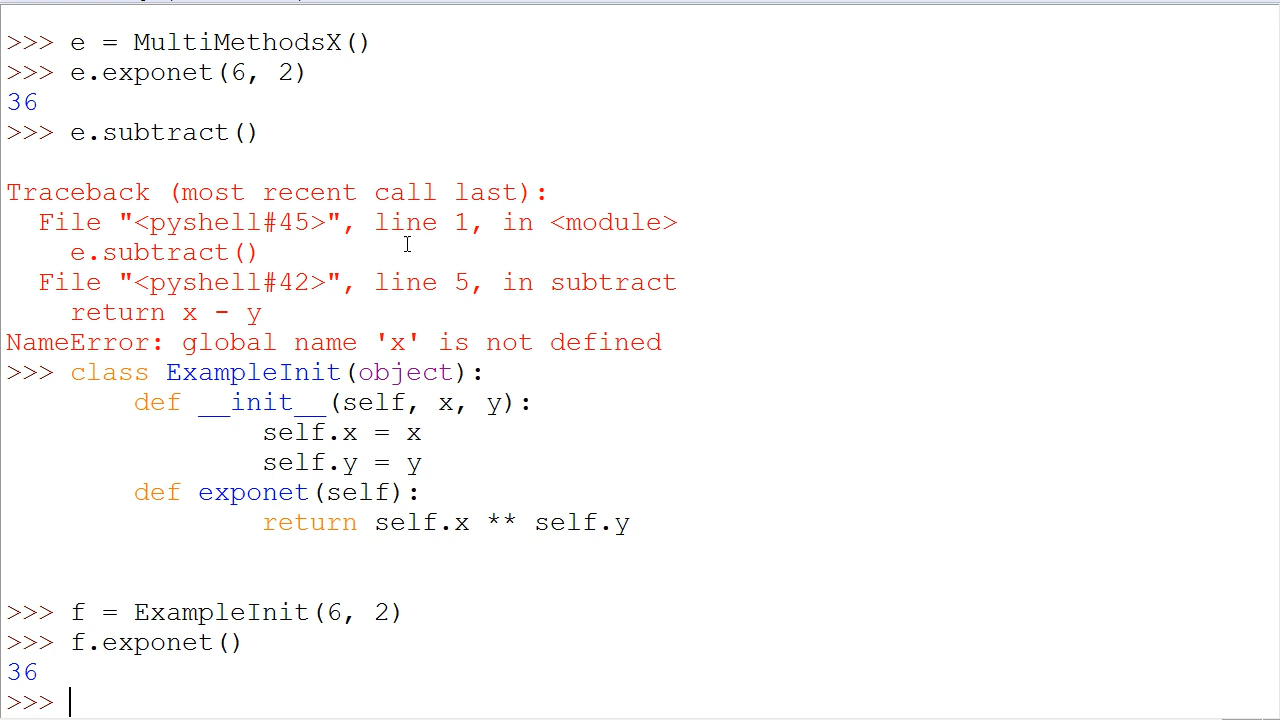 >>> e = MultiMethodsX()
>>> e.exponet(6, 2)
36
>>> e.subtract()
Traceback (most recent call last):
  File "<pyshell#45>", line 1, in <module>
    e.subtract()
  File "<pyshell#42>", line 5, in subtract
    return x - y
NameError: global name 'x' is not defined
>>> class ExampleInit(object):
        def __init__(self, x, y):
                self.x = x
                self.y = y
        def exponet(self):
                return self.x ** self.y
>>> f = ExampleInit(6, 2)
>>> f.exponet()
36
>>>